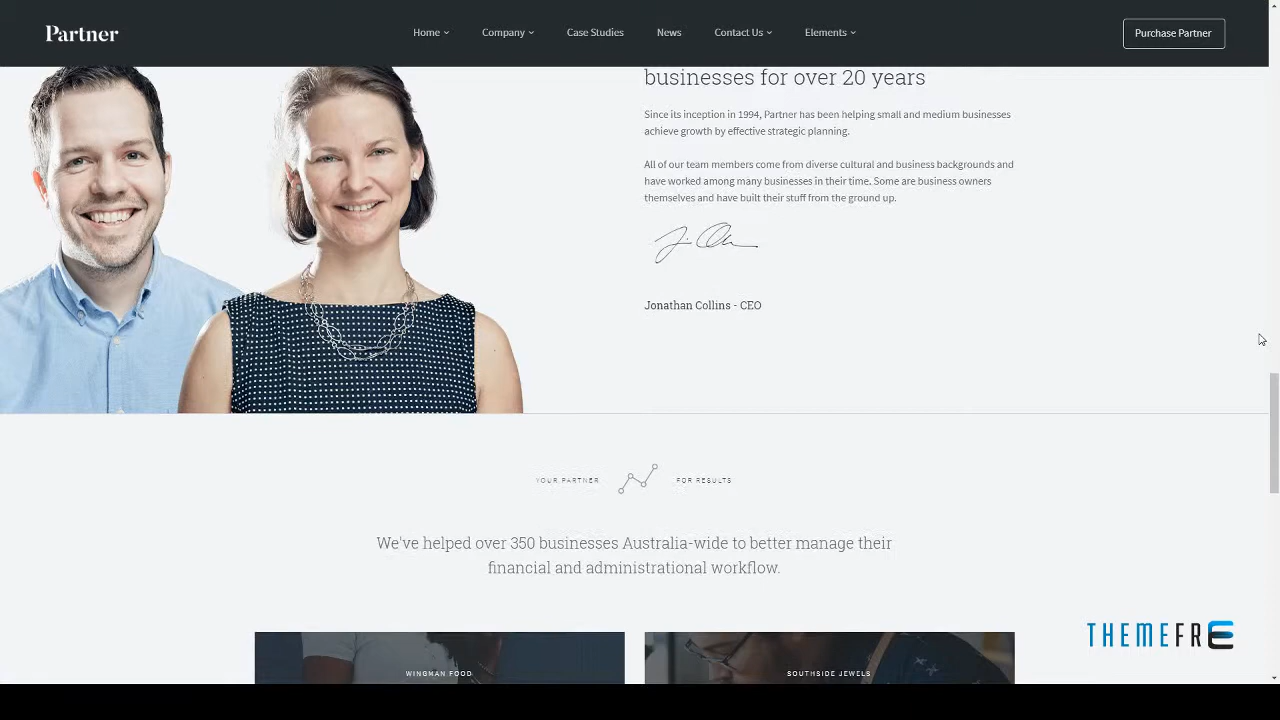 Partner
Home
Company
Case Studies
News
Contact Us
Elements
Purchase Partner
businesses for over 20 years
Since its inception in 1994, Partner has been helping small and medium businesses
achieve growth by effective strategic planning.
All of our team members come from diverse cultural and business backgrounds and
have worked among many businesses in their time. Some are business owners
themselves and have built their stuff from the ground up.
Jonathan Collins - CEO
YOUR PARTNER
FOR RESULTS
We've helped over 350 businesses Australia-wide to better manage their
financial and administrational workflow.
THEMEFRE
WINGMAN FOOD
SOUTHSIDE JEWELS